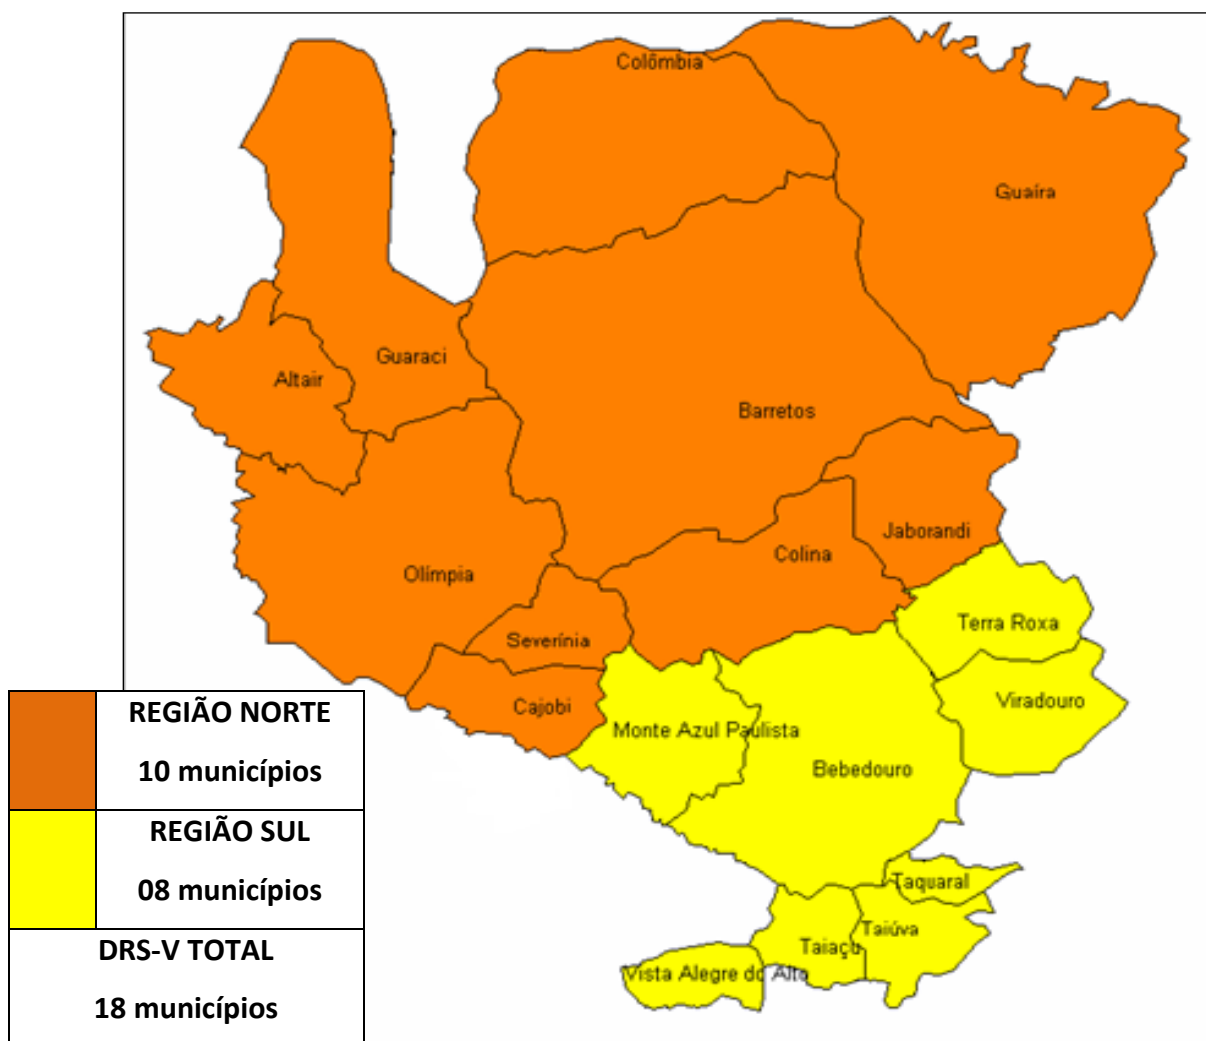 Colômbia
Guaíra
Guaraci
Altair
Barretos
Jaborandi
Colina
Olímpia
Terra Roxa
Severínia
Viradouro
Cajobi
Monte Azul Paulista
Bebedouro
Taquaral
Taiúva
Taiaçu
Vista Alegre do Alto
REGIÃO NORTE
10 municípios
REGIÃO SUL
08 municípios
DRS-V TOTAL
18 municípios